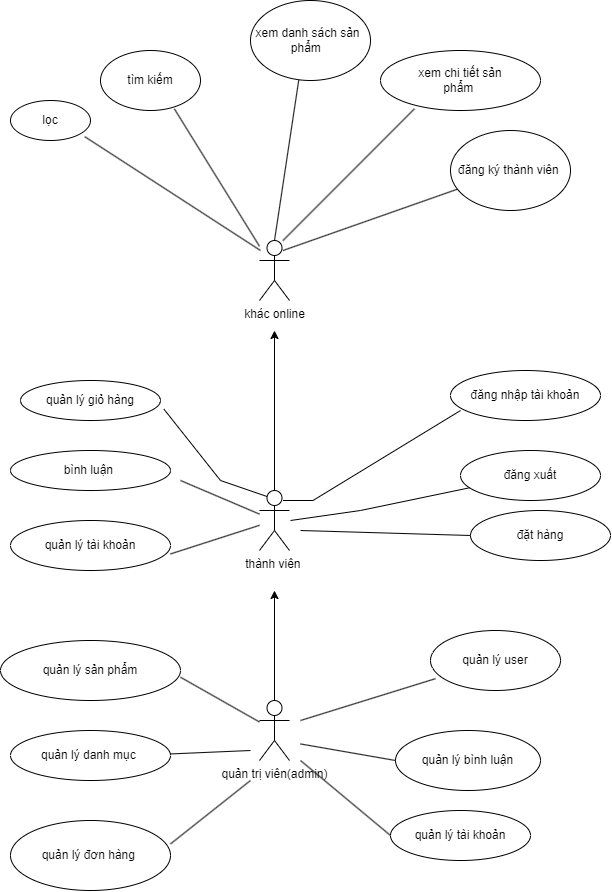 xem danh sách sản
phẩm
tìm kiếm
xem chi tiết sản
phẩm
lọc
đăng ký thành viên
khác online
quản lý giỏ hàng
đăng nhập tài khoản
bình luận
đăng xuất
quản lý tài khoản
đặt hàng
thành viên
quản lý sản phẩm
quản lý user
quản lý danh mục
quản lý bình luận
quản trị viên(admin)
quản lý đơn hàng
quản lý tài khoản